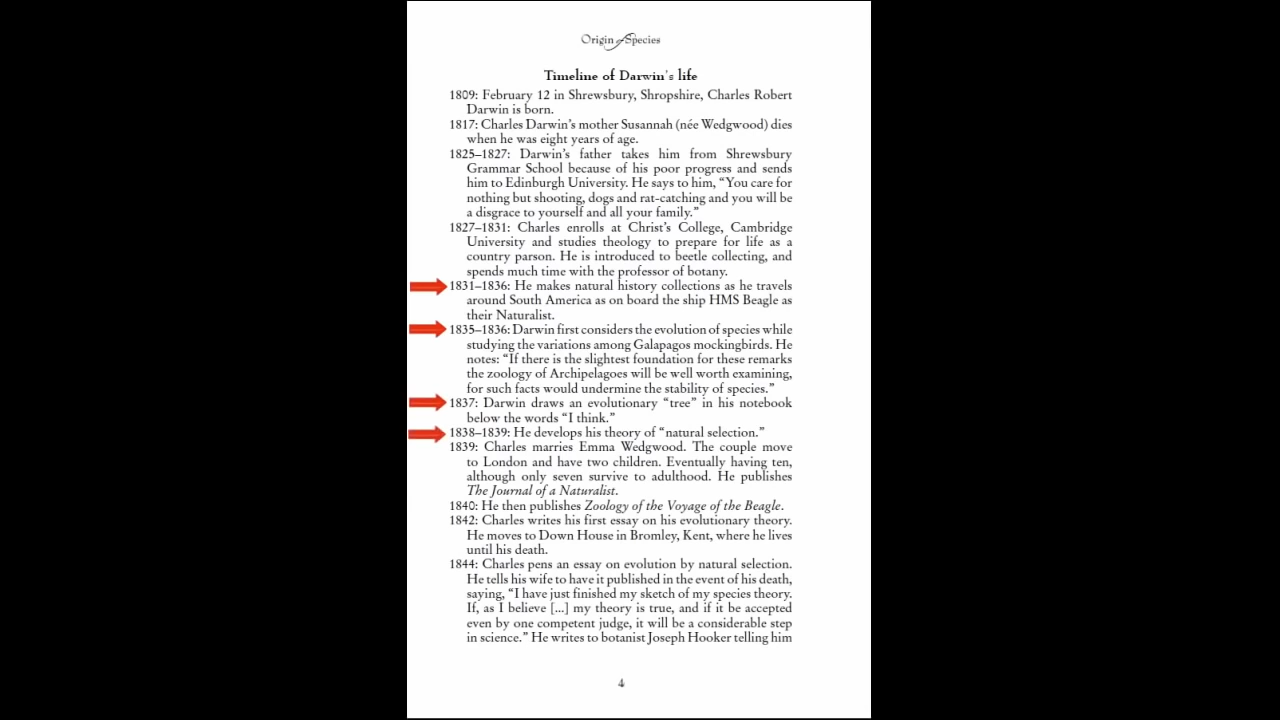 Origin of Species
Timeline of Darwin's life
1809: February 12 in Shrewsbury, Shropshire, Charles Robert
Darwin is born.
1817: Charles Darwin's mother Susannah (née Wedgwood) dies
when he was eight years of age.
1825–1827: Darwin's father takes him from Shrewsbury
Grammar School because of his poor progress and sends
him to Edinburgh University. He says to him, “You care for
nothing but shooting, dogs and rat-catching and you will be
a disgrace to yourself and all your family.”
1827–1831: Charles enrolls at Christ's College, Cambridge
University and studies theology to prepare for life as a
country parson. He is introduced to beetle collecting, and
spends much time with the professor of botany.
1831–1836: He makes natural history collections as he travels
around South America as on board the ship HMS Beagle as
their Naturalist.
1835–1836: Darwin first considers the evolution of species while
studying the variations among Galapagos mockingbirds. He
notes: “If there is the slightest foundation for these remarks
the zoology of Archipelagoes will be well worth examining,
for such facts would undermine the stability of species.”
1837: Darwin draws an evolutionary “tree” in his notebook
below the words “I think.”
1838–1839: He develops his theory of “natural selection.”
1839: Charles marries Emma Wedgwood. The couple move
to London and have two children. Eventually having ten,
although only seven survive to adulthood. He publishes
The Journal of a Naturalist.
1840: He then publishes Zoology of the Voyage of the Beagle.
1842: Charles writes his first essay on his evolutionary theory.
He moves to Down House in Bromley, Kent, where he lives
until his death.
1844: Charles pens an essay on evolution by natural selection.
He tells his wife to have it published in the event of his death,
saying, “I have just finished my sketch of my species theory.
If, as I believe [...] my theory is true, and if it be accepted
even by one competent judge, it will be a considerable step
in science.” He writes to botanist Joseph Hooker telling him
4